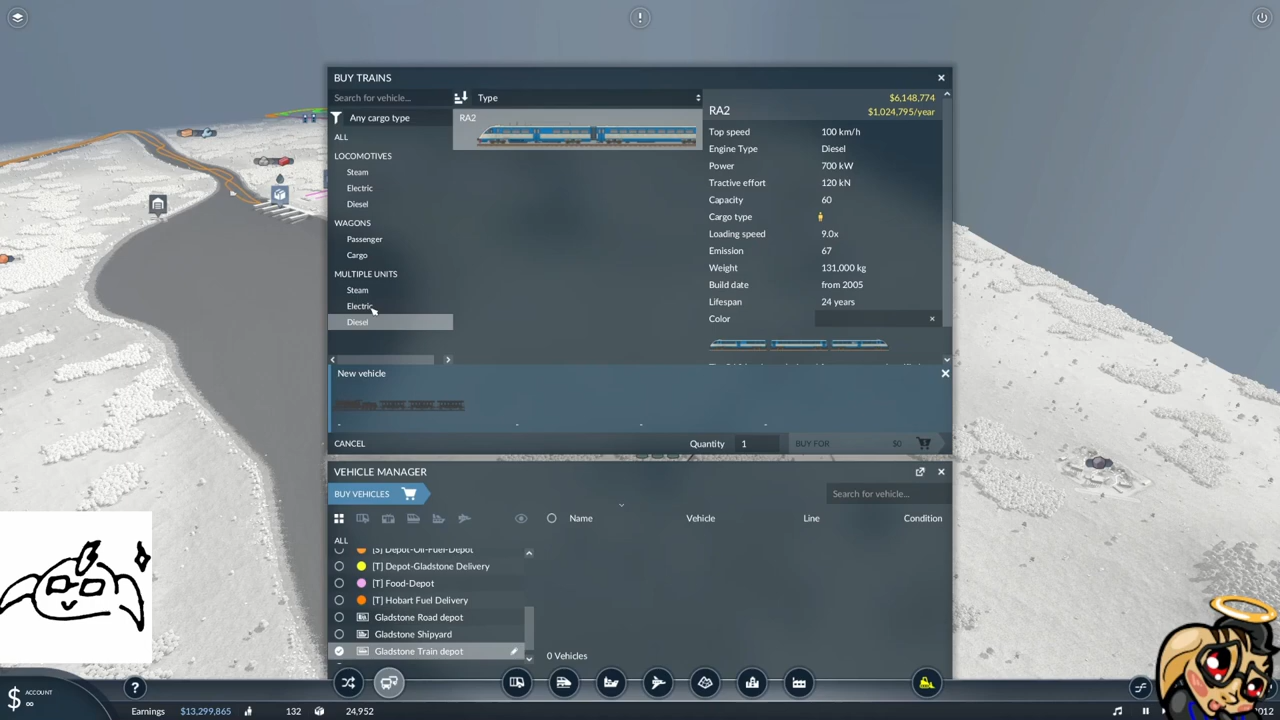 BUY TRAINS
Search for vehicle...
Type
Any cargo type
ALL
LOCOMOTIVES
Steam
Electric
Diesel
WAGONS
Passenger
Cargo
MULTIPLE UNITS
Steam
Electric
Diesel
RA2
$6,148,774
RA2
$1,024,795/year
Top speed 100 km/h
Engine Type Diesel
Power 700 kW
Tractive effort 120 kN
Capacity 60
Cargo type
Loading speed 9.0x
Emission 67
Weight 131,000 kg
Build date from 2005
Lifespan 24 years
Color
New vehicle
CANCEL
Quantity 1
BUY FOR $0
VEHICLE MANAGER
BUY VEHICLES
Search for vehicle...
Name Vehicle Line Condition
ALL
[S] Depot-Oil-Fuel-Depot
[T] Depot-Gladstone Delivery
[T] Food-Depot
[T] Hobart Fuel Delivery
Gladstone Road depot
Gladstone Shipyard
Gladstone Train depot
0 Vehicles
$ ACCOUNT
∞
?
Earnings $13,299,865 132 24,952
2012